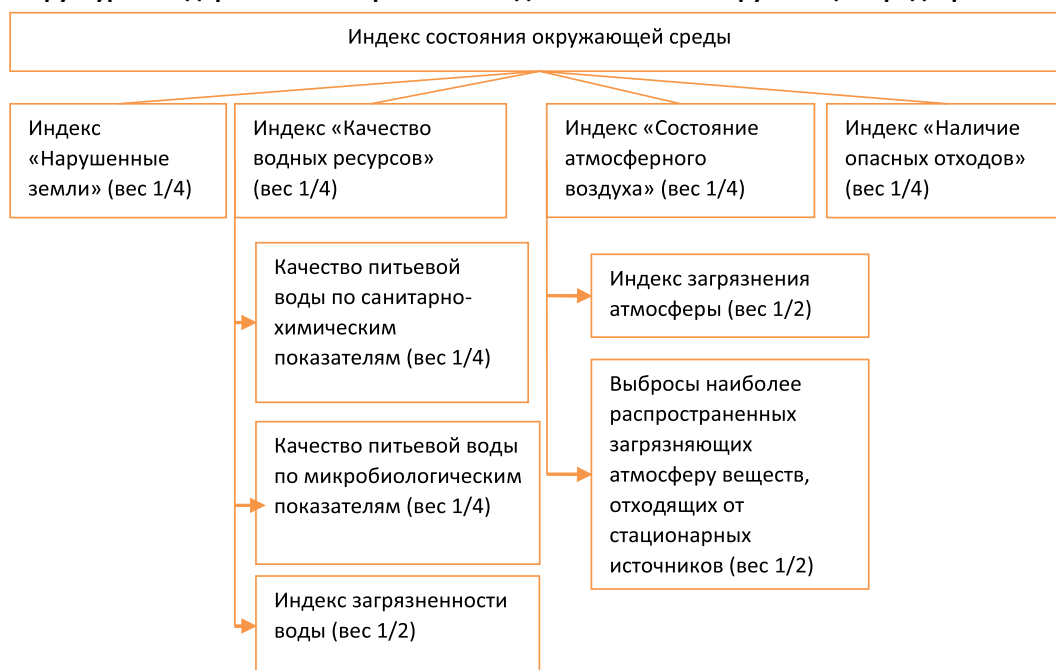 Индекс состояния окружающей среды
Индекс
«Нарушенные
земли» (вес 1/4)
Индекс «Качество
водных ресурсов»
(вес 1/4)
Индекс «Состояние
атмосферного
воздуха» (вес 1/4)
Индекс «Наличие
опасных отходов»
(вес 1/4)
Качество питьевой
воды по санитарно-
химическим
показателям (вес 1/4)
Качество питьевой воды
по микробиологическим
показателям (вес 1/4)
Индекс загрязненности
воды (вес 1/2)
Индекс загрязнения
атмосферы (вес 1/2)
Выбросы наиболее
распространенных
загрязняющих
атмосферу веществ,
отходящих от
стационарных
источников (вес 1/2)